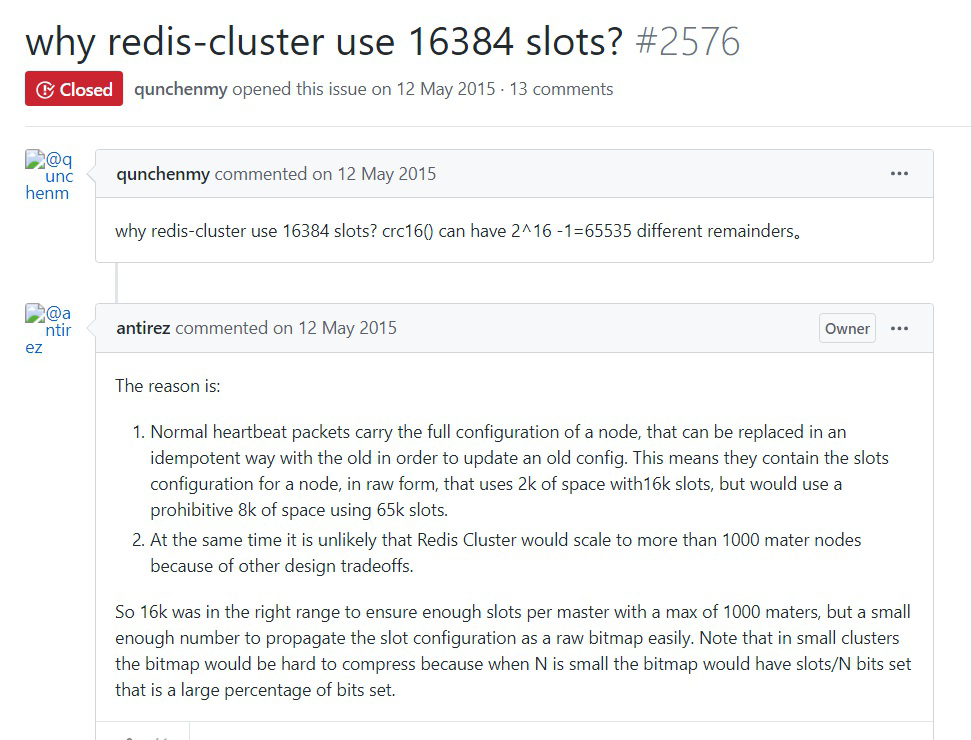 why redis-cluster use 16384 slots? #2576
Closed qunchenmy opened this issue on 12 May 2015 · 13 comments
@q
unc
henm
qunchenmy commented on 12 May 2015
why redis-cluster use 16384 slots? crc16() can have 2^16 -1=65535 different remainders。
@a
ntir
ez
antirez commented on 12 May 2015 Owner
The reason is:
1. Normal heartbeat packets carry the full configuration of a node, that can be replaced in an
idempotent way with the old in order to update an old config. This means they contain the slots
configuration for a node, in raw form, that uses 2k of space with16k slots, but would use a
prohibitive 8k of space using 65k slots.
2. At the same time it is unlikely that Redis Cluster would scale to more than 1000 mater nodes
because of other design tradeoffs.
So 16k was in the right range to ensure enough slots per master with a max of 1000 maters, but a small
enough number to propagate the slot configuration as a raw bitmap easily. Note that in small clusters
the bitmap would be hard to compress because when N is small the bitmap would have slots/N bits set
that is a large percentage of bits set.